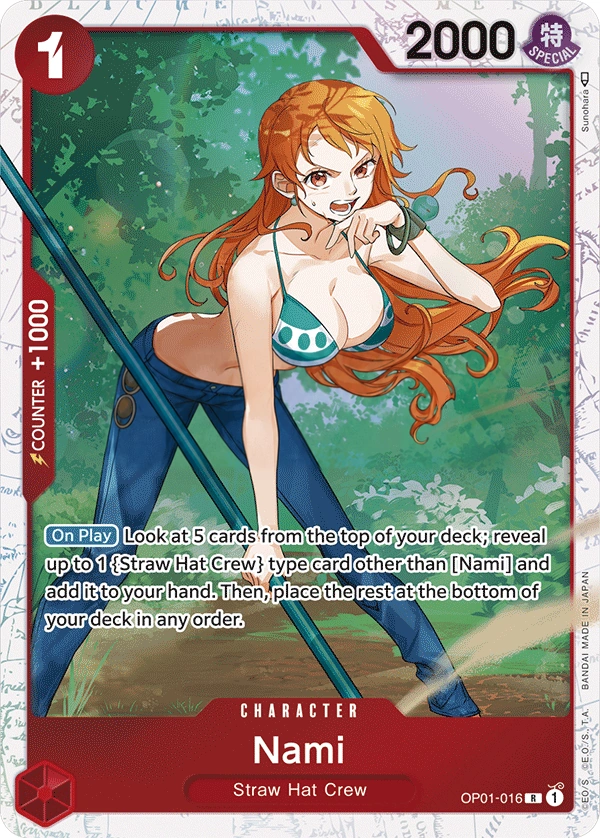 1
2000
特
SPECIAL
Sunohara
COUNTER +1000
On Play Look at 5 cards from the top of your deck; reveal
up to 1 {Straw Hat Crew} type card other than [Nami] and
add it to your hand. Then, place the rest at the bottom of
your deck in any order.
CHARACTER
Nami
Straw Hat Crew
OP01-016 R 1
©E.O./S. ©E.O./S.,T.A. BANDAI MADE IN JAPAN